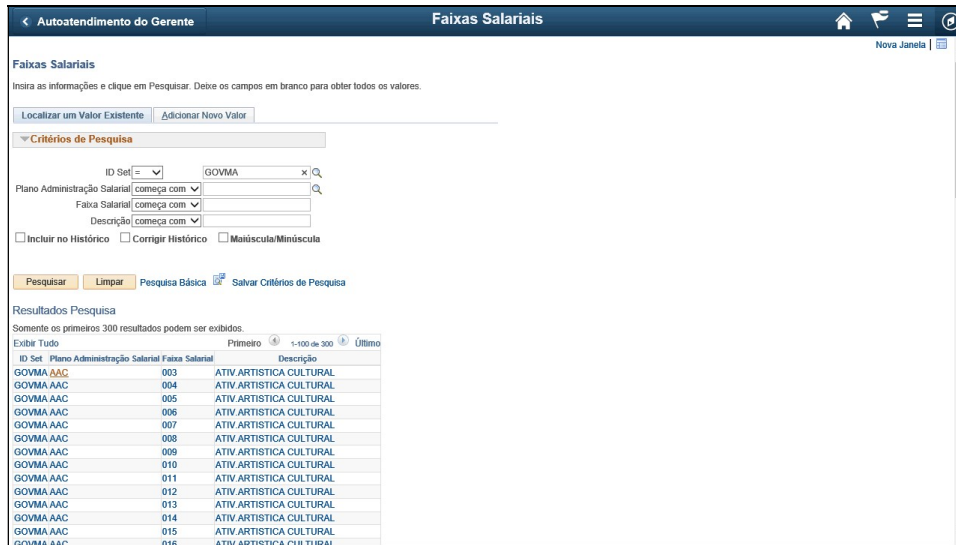 Autoatendimento do Gerente
Faixas Salariais
Nova Janela
Faixas Salariais
Insira as informações e clique em Pesquisar. Deixe os campos em branco para obter todos os valores.
Localizar um Valor Existente Adicionar Novo Valor
Critérios de Pesquisa
ID Set = GOVMA
Plano Administração Salarial começa com
Faixa Salarial começa com
Descrição começa com
Incluir no Histórico Corrigir Histórico Maiúscula/Minúscula
Pesquisar Limpar Pesquisa Básica Salvar Critérios de Pesquisa
Resultados Pesquisa
Somente os primeiros 300 resultados podem ser exibidos.
Exibir Tudo Primeiro 1-100 de 300 Último
ID Set Plano Administração Salarial Faixa Salarial Descrição
GOVMA AAC 003 ATIV.ARTISTICA CULTURAL
GOVMA AAC 004 ATIV.ARTISTICA CULTURAL
GOVMA AAC 005 ATIV.ARTISTICA CULTURAL
GOVMA AAC 006 ATIV.ARTISTICA CULTURAL
GOVMA AAC 007 ATIV.ARTISTICA CULTURAL
GOVMA AAC 008 ATIV.ARTISTICA CULTURAL
GOVMA AAC 009 ATIV.ARTISTICA CULTURAL
GOVMA AAC 010 ATIV.ARTISTICA CULTURAL
GOVMA AAC 011 ATIV.ARTISTICA CULTURAL
GOVMA AAC 012 ATIV.ARTISTICA CULTURAL
GOVMA AAC 013 ATIV.ARTISTICA CULTURAL
GOVMA AAC 014 ATIV.ARTISTICA CULTURAL
GOVMA AAC 015 ATIV.ARTISTICA CULTURAL
GOVMA AAC 016 ATIV.ARTISTICA CULTURAL